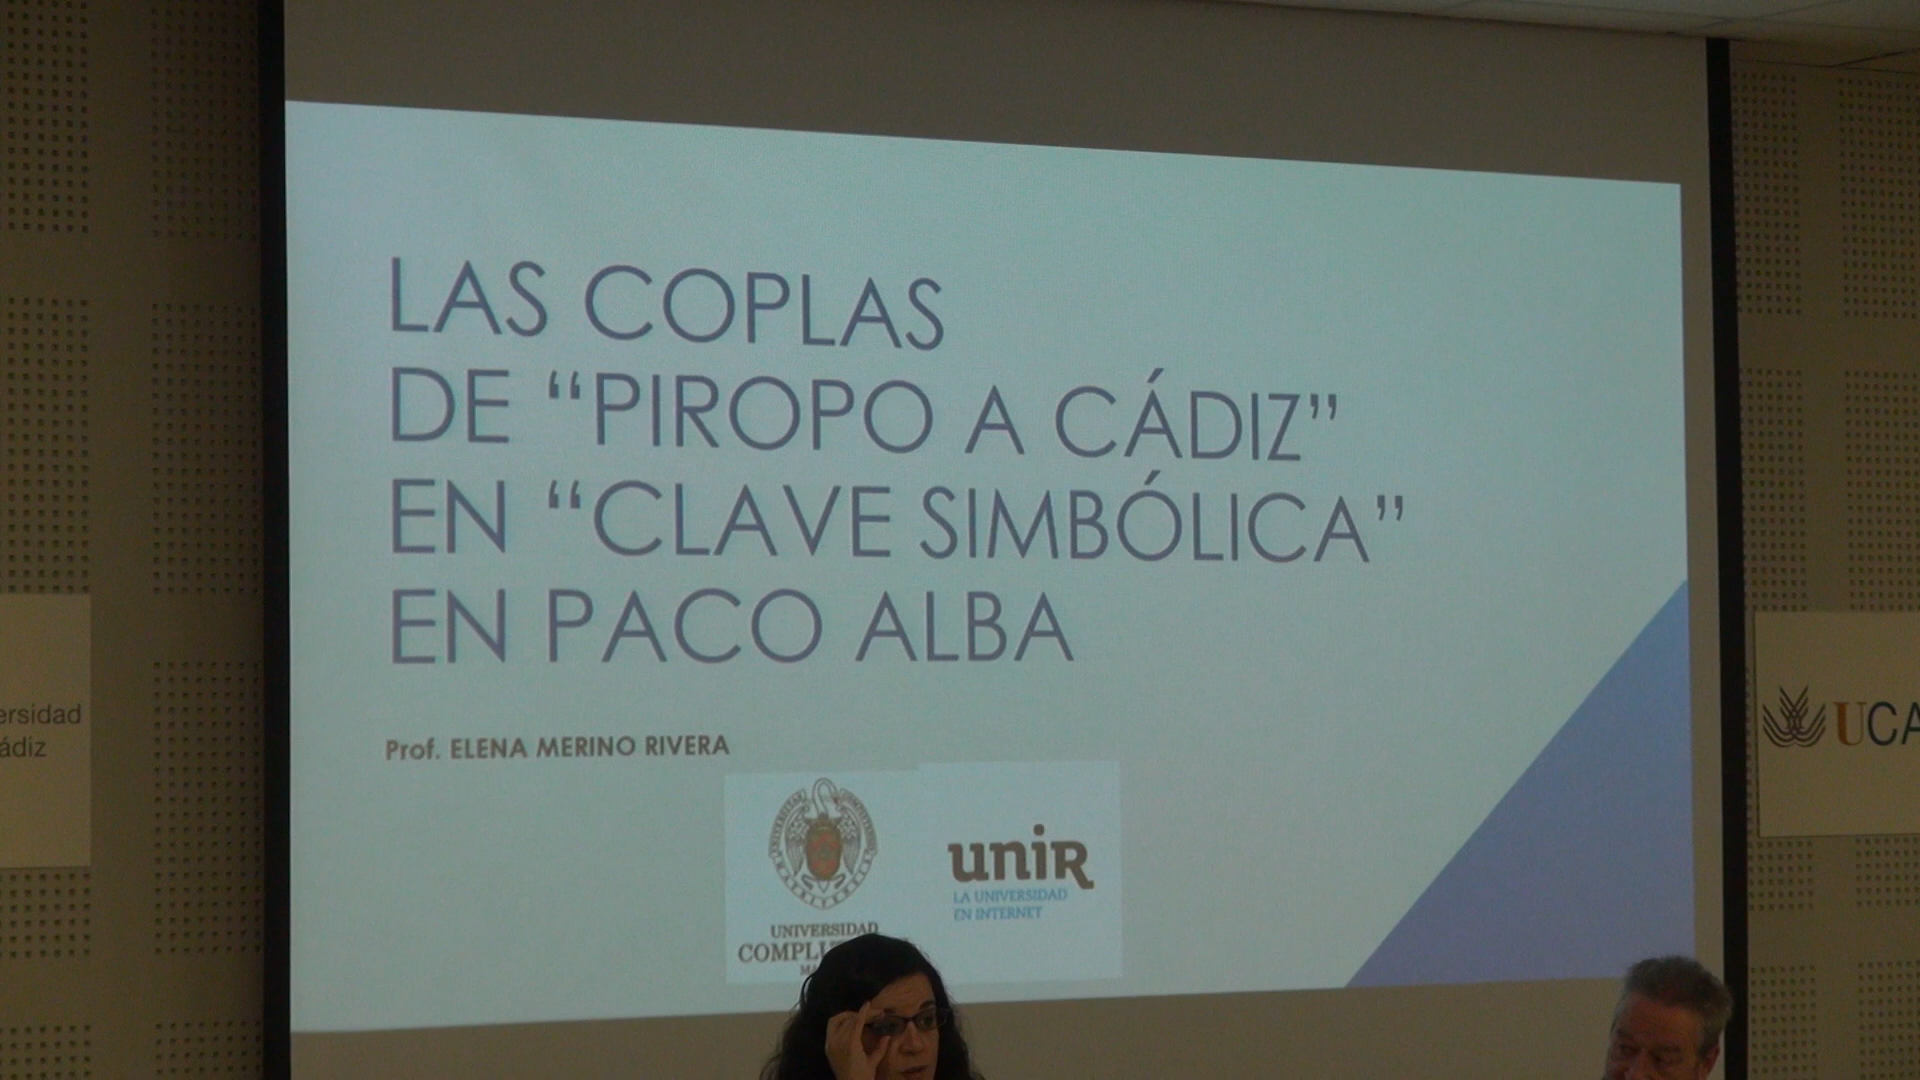 LAS COPLAS
DE “PIROPO A CÁDIZ”
EN “CLAVE SIMBÓLICA”
EN PACO ALBA
Prof. ELENA MERINO RIVERA
UNIVERSIDAD
uniR
LA UNIVERSIDAD
EN INTERNET
ersidad
ádiz
UCA